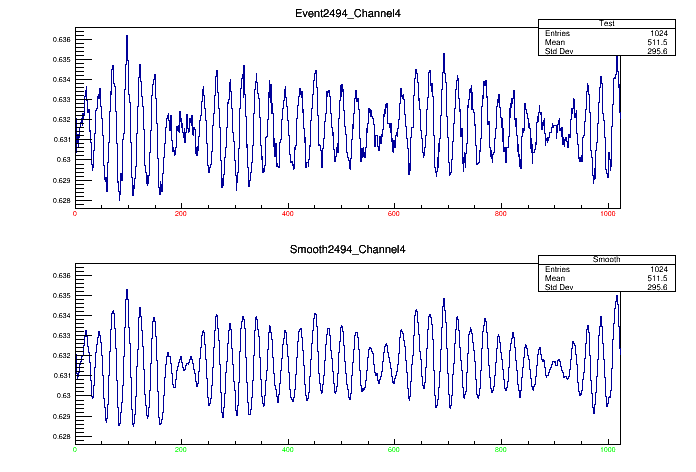 Event2494_Channel4
Test
Entries 1024
Mean 511.5
Std Dev 295.6
0.636
0.635
0.634
0.633
0.632
0.631
0.63
0.629
0.628
0 200 400 600 800 1000
Smooth2494_Channel4
Smooth
Entries 1024
Mean 511.5
Std Dev 295.6
0.636
0.635
0.634
0.633
0.632
0.631
0.63
0.629
0.628
0 200 400 600 800 1000